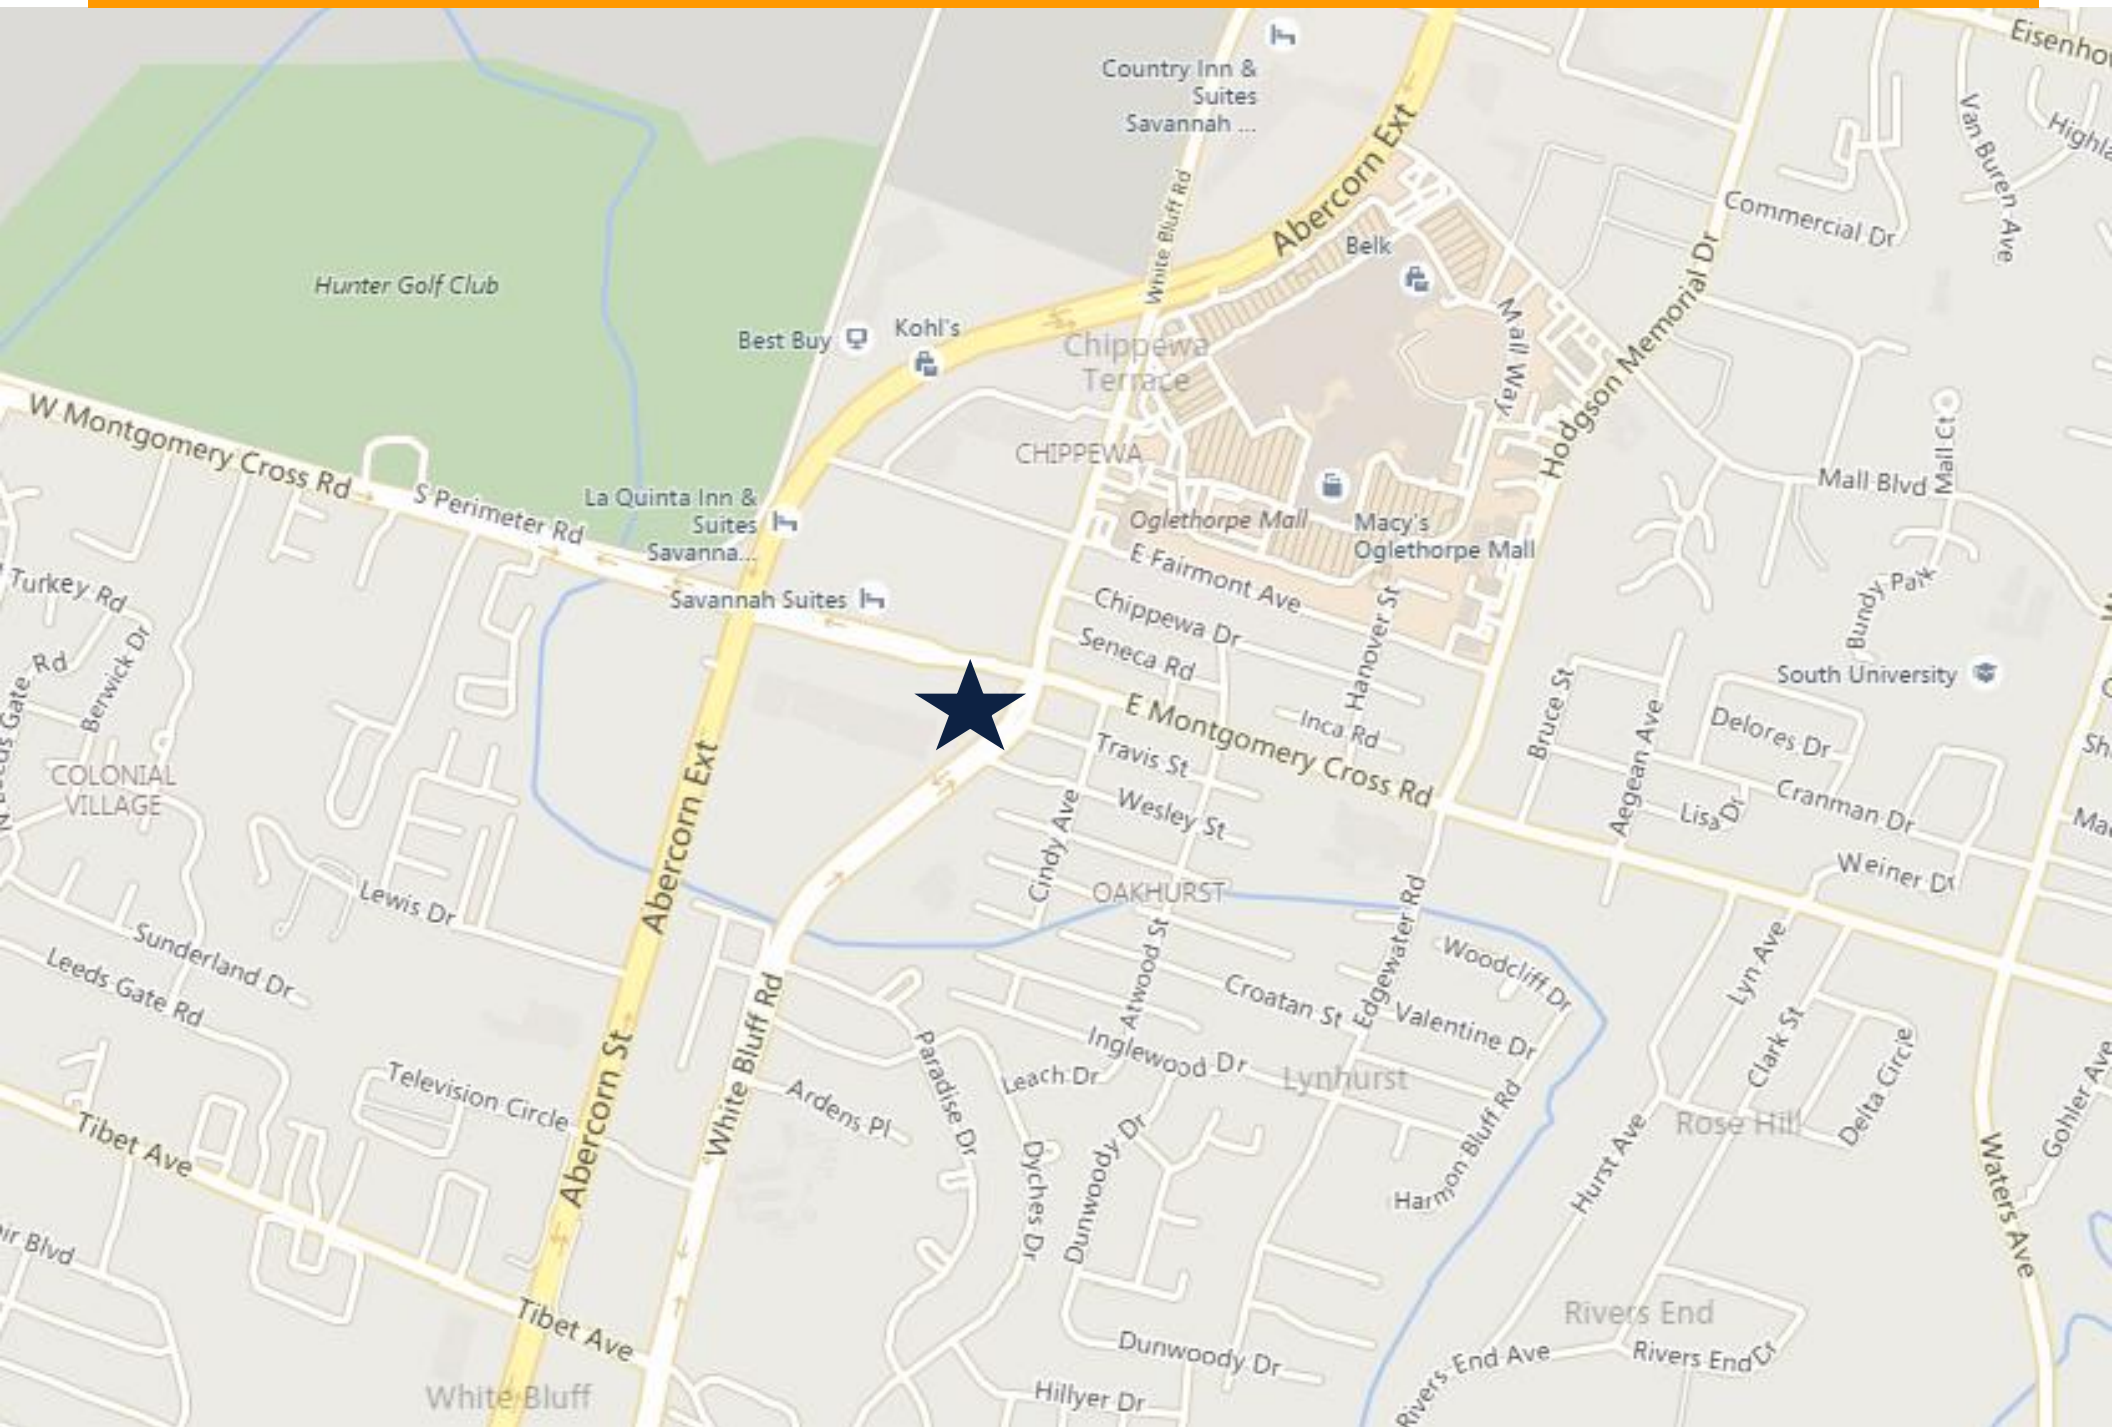 Eisenho
Country Inn &
Suites
Savannah ...
Van Buren Ave
Highla
Abercorn Ext
White Bluff Rd
Commercial Dr
Belk
Hunter Golf Club
Best Buy
Kohl's
Mall Way
Hodgson Memorial Dr
Chippewa
Terrace
W Montgomery Cross Rd
CHIPPEWA
Mall Ct
Mall Blvd
S Perimeter Rd
La Quinta Inn &
Suites
Savanna...
Oglethorpe Mall
Macy's
Oglethorpe Mall
E Fairmont Ave
Turkey Rd
Savannah Suites
Chippewa Dr
Hanover St
Bundy Park
Berwick Dr
Seneca Rd
South University
Gate Rd
E Montgomery Cross Rd
Inca Rd
Bruce St
Aegean Ave
Delores Dr
Travis St
COLONIAL
VILLAGE
Abercorn Ext
Cindy Ave
Wesley St
Lisa Dr
Cranman Dr
Weiner Dr
Lewis Dr
OAKHURST
Edgewater Rd
Sunderland Dr
Leeds Gate Rd
Atwood St
Woodcliff Dr
Lyn Ave
Croatan St
Valentine Dr
White Bluff Rd
Abercorn St
Paradise Dr
Inglewood Dr
Leach Dr
Lynhurst
Clark St
Delta Circle
Gohler Ave
Television Circle
Ardens Pl
Harmon Bluff Rd
Rose Hill
Hurst Ave
Tibet Ave
Dyches Dr
Dunwoody Dr
Waters Ave
ir Blvd
Tibet Ave
Rivers End
Dunwoody Dr
Rivers End Ave
Rivers End Dr
White Bluff
Hillyer Dr